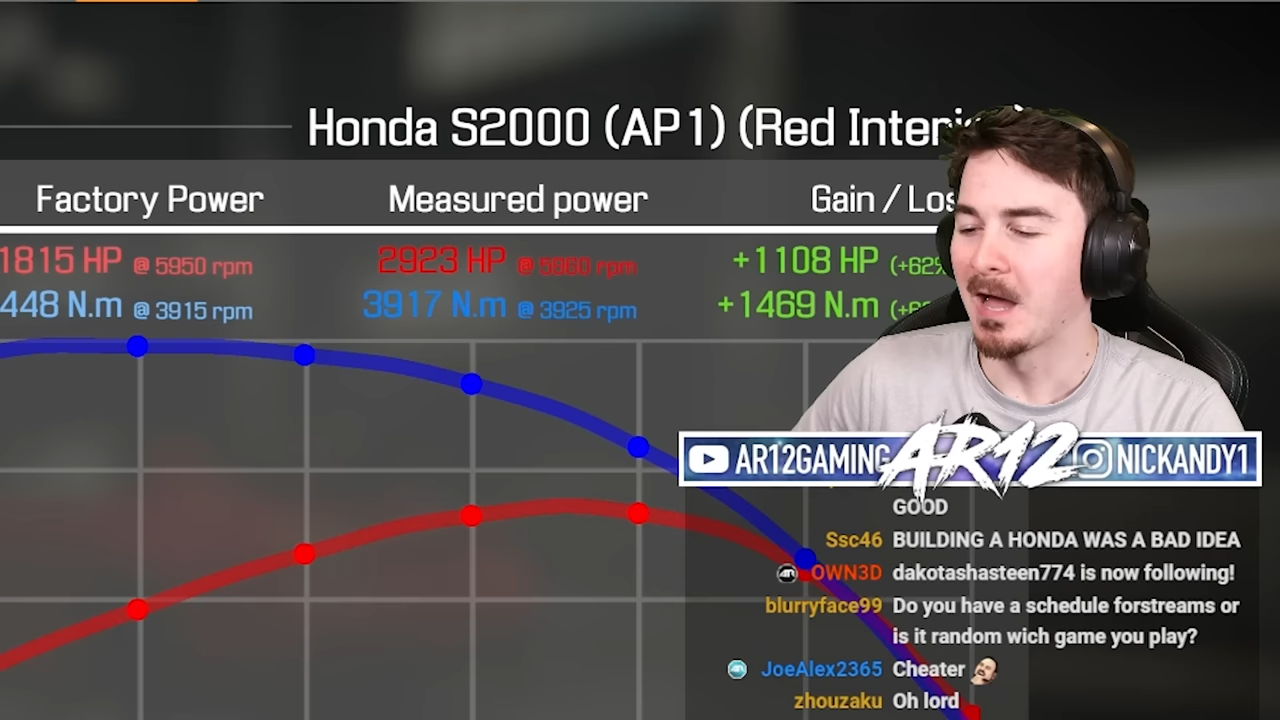 Honda S2000 (AP1) (Red Interi
Factory Power Measured power Gain / Los
1815 HP @ 5950 rpm 2923 HP @ 5860 rpm +1108 HP (+62%
448 N.m @ 3915 rpm 3917 N.m @ 3925 rpm +1469 N.m
AR12GAMING AR12 NICKANDY1
GOOD
Ssc46 BUILDING A HONDA WAS A BAD IDEA
OWN3D dakotashasteen774 is now following!
blurryface99 Do you have a schedule forstreams or
is it random wich game you play?
JoeAlex2365 Cheater
zhouzaku Oh lord